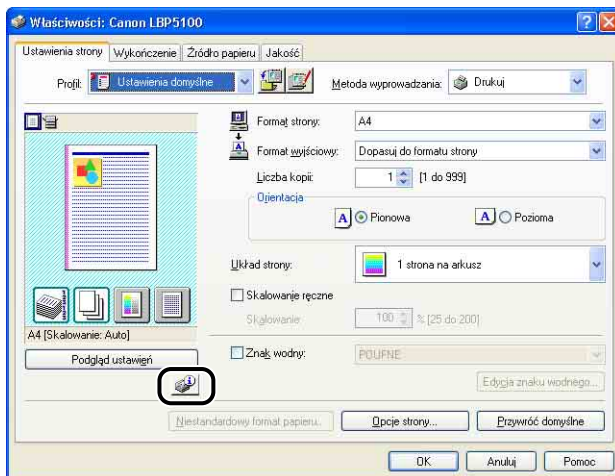 Właściwości: Canon LBP5100
Ustawienia strony Wykończenie Źródło papieru Jakość
Profil: Ustawienia domyślne Metoda wyprowadzania: Drukuj
Format strony: A4
Format wyjściowy: Dopasuj do formatu strony
Liczba kopii: 1 [1 do 999]
Orientacja
A Pionowa A Pozioma
Układ strony: 1 strona na arkusz
Skalowanie ręczne
Skalowanie: 100 % [25 do 200]
A4 [Skalowanie: Auto]
Podgląd ustawień
Znak wodny: POUFNE
Edycja znaku wodnego...
Niestandardowy format papieru... Opcje strony... Przywróć domyślne
OK Anuluj Pomoc